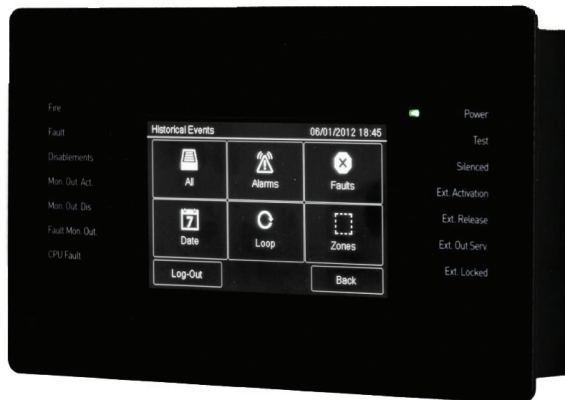 Fire
Fault
Disablements
Mon. Out. Act.
Mon. Out. Dis
Fault Mon. Out.
CPU Fault
Historical Events 06/01/2012 18:45
All Alarms Faults
7
Date Loop Zones
Log-Out Back
Power
Test
Silenced
Ext. Activation
Ext. Release
Ext. Out Serv.
Ext. Locked